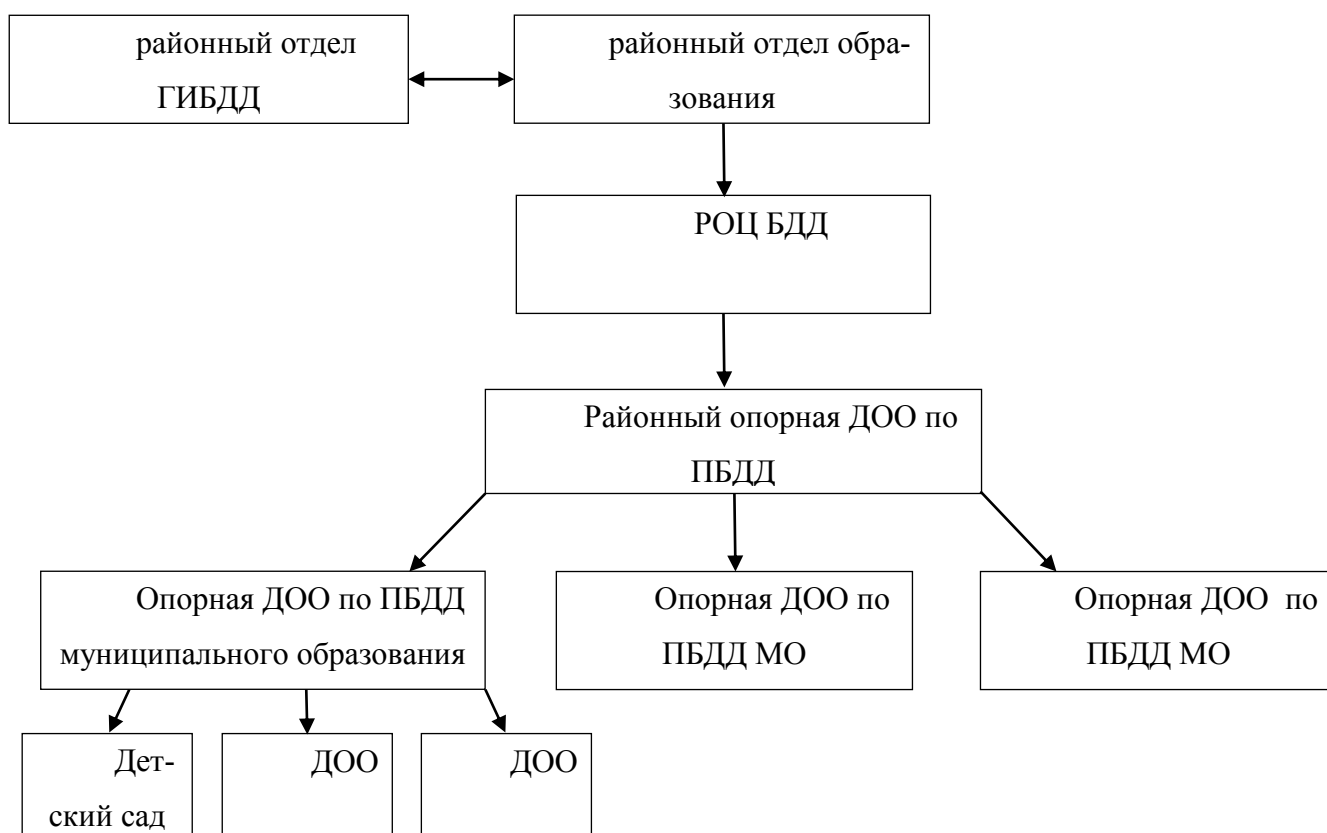 районный отдел
ГИБДД
районный отдел обра-
зования
РОЦ БДД
Районный опорная ДОО по
ПБДД
Опорная ДОО по ПБДД
муниципального образования
Опорная ДОО по
ПБДД МО
Опорная ДОО по
ПБДД МО
Дет-
ский сад
ДОО
ДОО